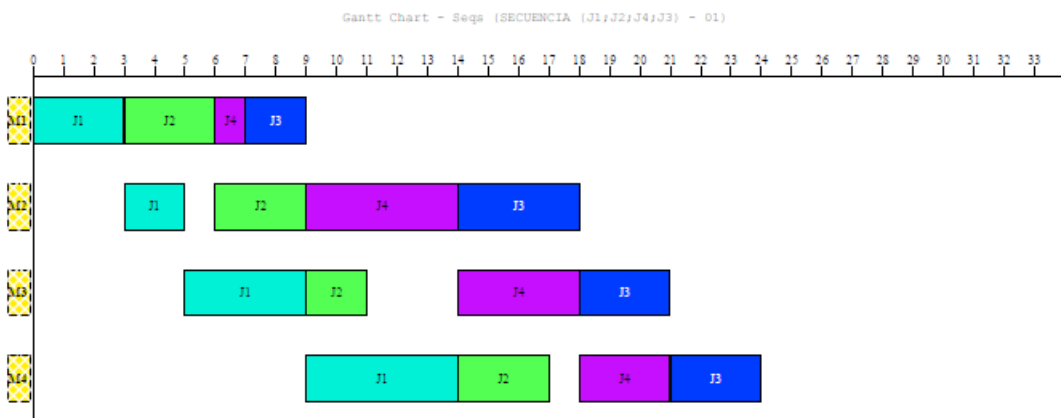 Gantt Chart - Seqs (SECUENCIA (J1;J2;J4;J3) - 01)
0 1 2 3 4 5 6 7 8 9 10 11 12 13 14 15 16 17 18 19 20 21 22 23 24 25 26 27 28 29 30 31 32 33
M1 J1 J2 J4 J3
M2 J1 J2 J4 J3
M3 J1 J2 J4 J3
M4 J1 J2 J4 J3